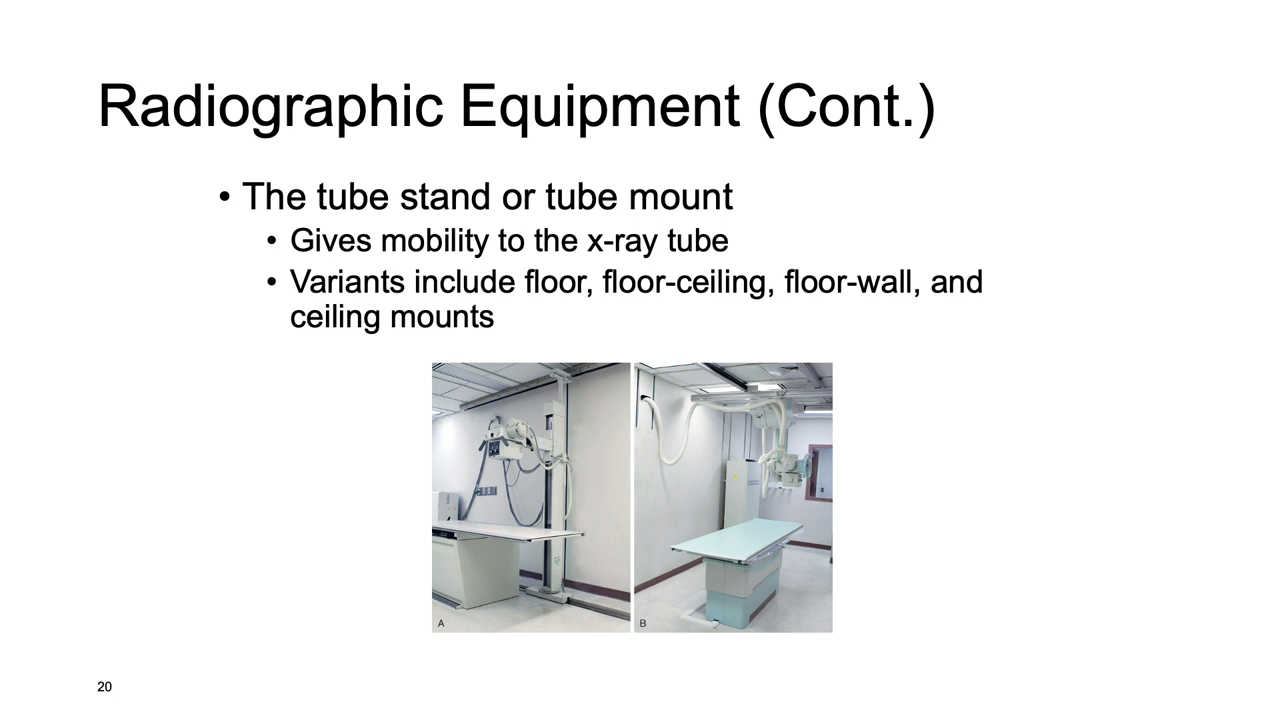 Radiographic Equipment (Cont.)
• The tube stand or tube mount
• Gives mobility to the x-ray tube
• Variants include floor, floor-ceiling, floor-wall, and
ceiling mounts
A
B
20